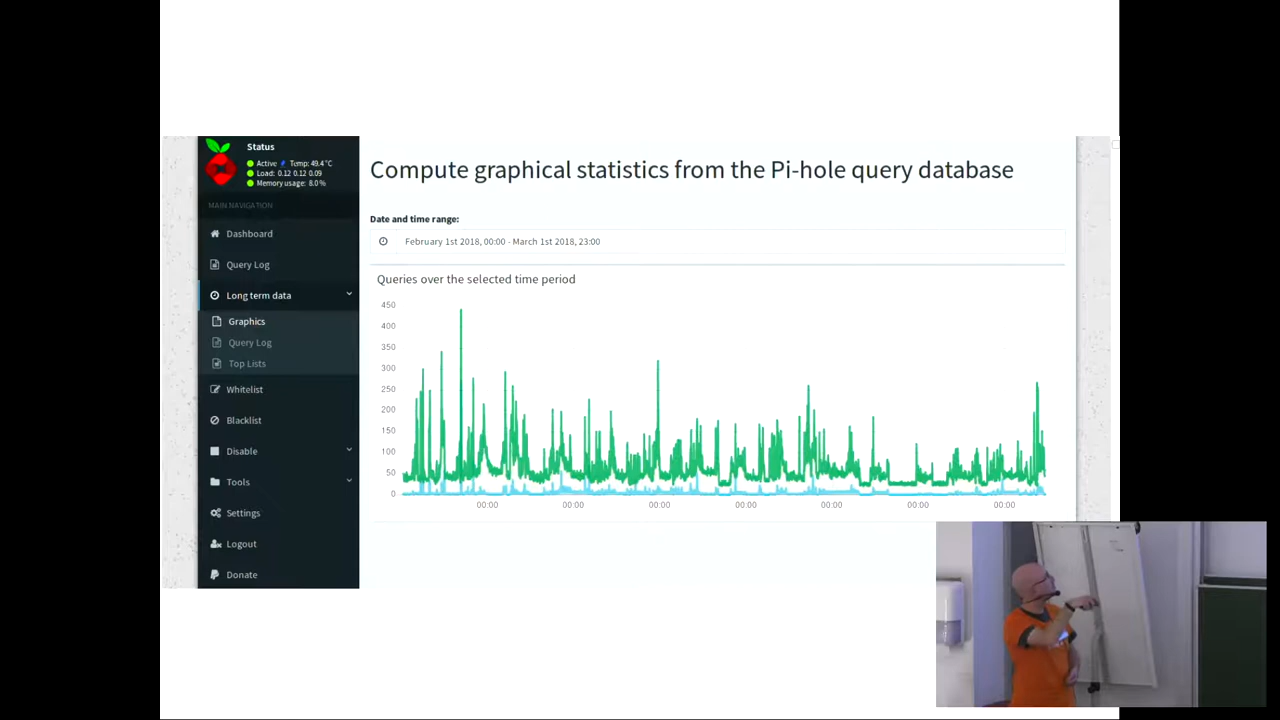 Status
Active Temp: 49.4 °C
Load: 0.12 0.12 0.09
Memory usage: 8.0 %
MAIN NAVIGATION
Dashboard
Query Log
Long term data
Graphics
Query Log
Top Lists
Whitelist
Blacklist
Disable
Tools
Settings
Logout
Donate
Compute graphical statistics from the Pi-hole query database
Date and time range:
February 1st 2018, 00:00 - March 1st 2018, 23:00
Queries over the selected time period
450
400
350
300
250
200
150
100
50
0
00:00 00:00 00:00 00:00 00:00 00:00 00:00